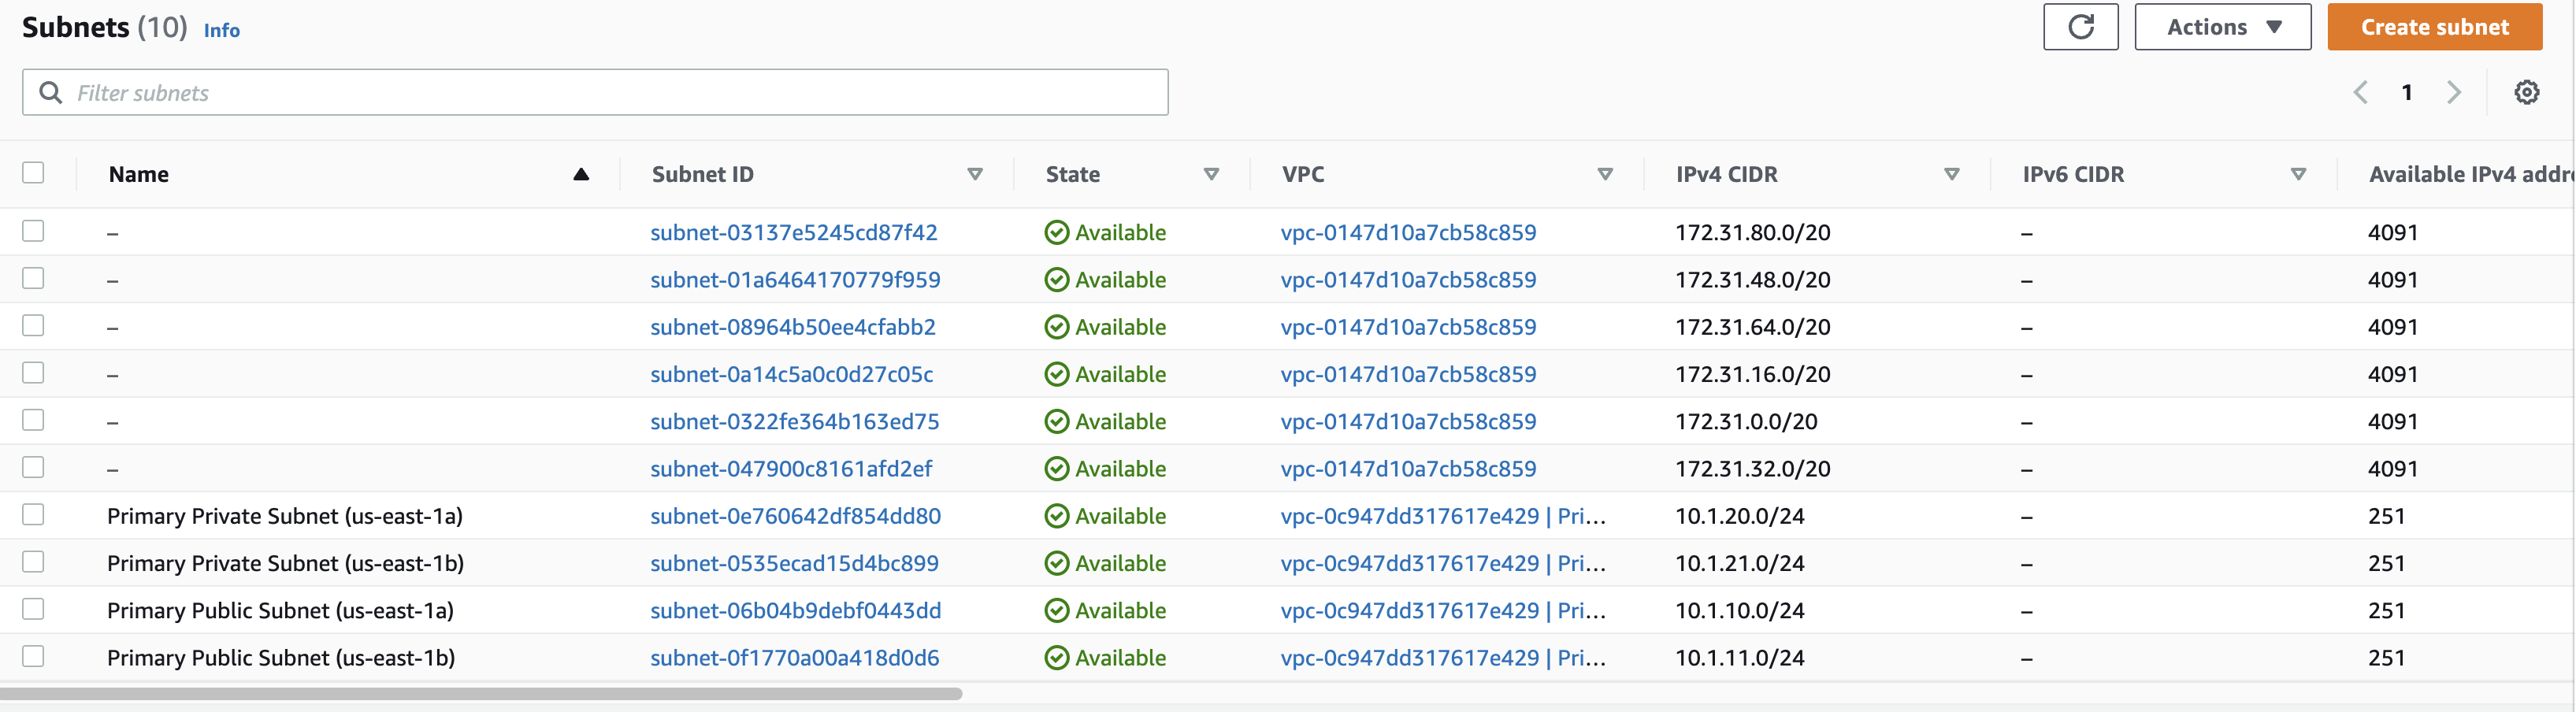 Subnets (10) Info
Actions Create subnet
Filter subnets
1
Name Subnet ID State VPC IPv4 CIDR IPv6 CIDR Available IPv4 addre
– subnet-03137e5245cd87f42 Available vpc-0147d10a7cb58c859 172.31.80.0/20 – 4091
– subnet-01a6464170779f959 Available vpc-0147d10a7cb58c859 172.31.48.0/20 – 4091
– subnet-08964b50ee4cfabb2 Available vpc-0147d10a7cb58c859 172.31.64.0/20 – 4091
– subnet-0a14c5a0c0d27c05c Available vpc-0147d10a7cb58c859 172.31.16.0/20 – 4091
– subnet-0322fe364b163ed75 Available vpc-0147d10a7cb58c859 172.31.0.0/20 – 4091
– subnet-047900c8161afd2ef Available vpc-0147d10a7cb58c859 172.31.32.0/20 – 4091
Primary Private Subnet (us-east-1a) subnet-0e760642df854dd80 Available vpc-0c947dd317617e429 | Pri... 10.1.20.0/24 – 251
Primary Private Subnet (us-east-1b) subnet-0535ecad15d4bc899 Available vpc-0c947dd317617e429 | Pri... 10.1.21.0/24 – 251
Primary Public Subnet (us-east-1a) subnet-06b04b9debf0443dd Available vpc-0c947dd317617e429 | Pri... 10.1.10.0/24 – 251
Primary Public Subnet (us-east-1b) subnet-0f1770a00a418d0d6 Available vpc-0c947dd317617e429 | Pri... 10.1.11.0/24 – 251